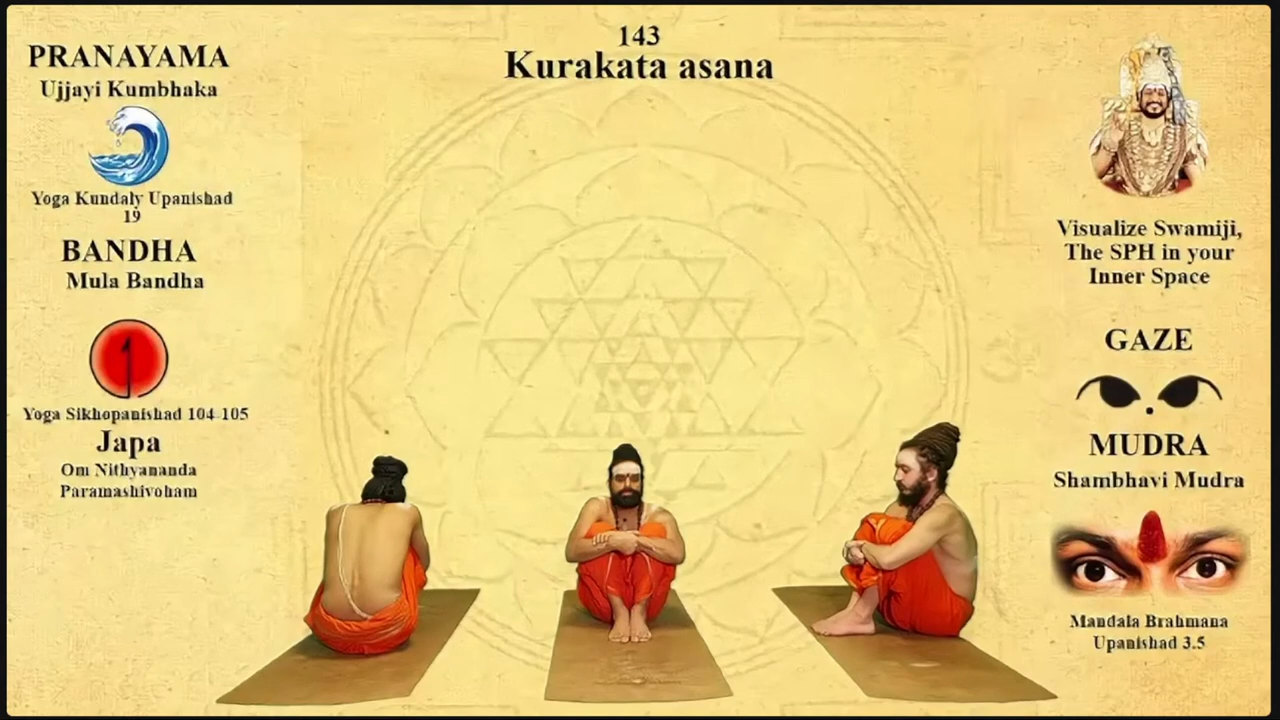 143
Kurakata asana
PRANAYAMA
Ujjayi Kumbhaka
Yoga Kundaly Upanishad
19
BANDHA
Mula Bandha
Yoga Sikhopanishad 104-105
Japa
Om Nithyananda
Paramashivoham
Visualize Swamiji,
The SPH in your
Inner Space
GAZE
MUDRA
Shambhavi Mudra
Mandala Brahmana
Upanishad 3.5